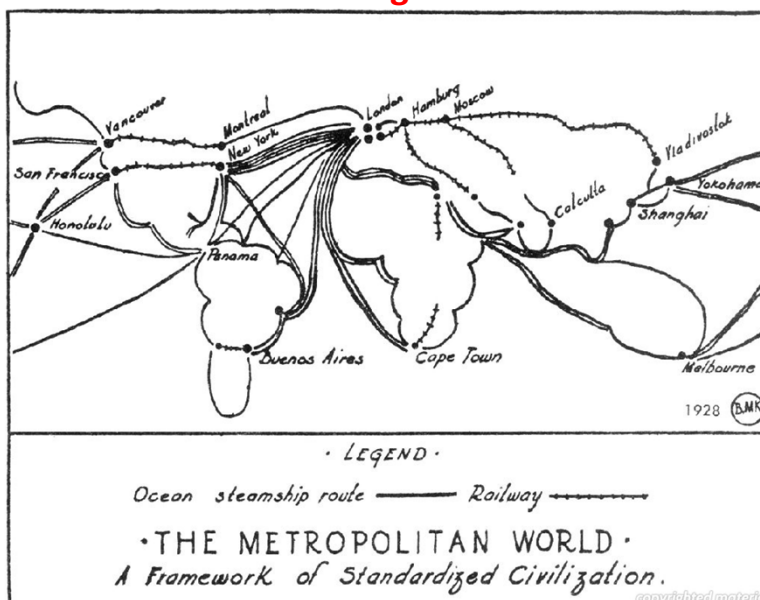 Vancouver
Montreal
New York
San Francisco
Honolulu
Panama
Buenos Aires
London
Hamburg
Moscow
Vladivostok
Yokohama
Calcutta
Shanghai
Cape Town
Melbourne
1928
B.MK
· LEGEND ·
Ocean steamship route
Railway
·THE METROPOLITAN WORLD·
A Framework of Standardized Civilization.